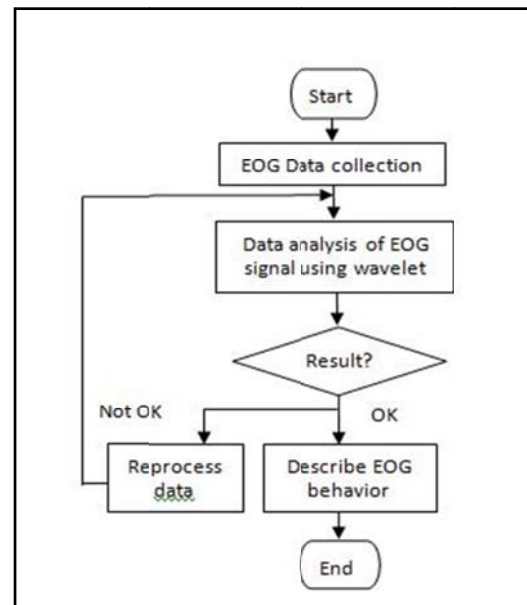 Start
EOG Data collection
Data analysis of EOG
signal using wavelet
Result?
Not OK
OK
Reprocess
data
Describe EOG
behavior
End